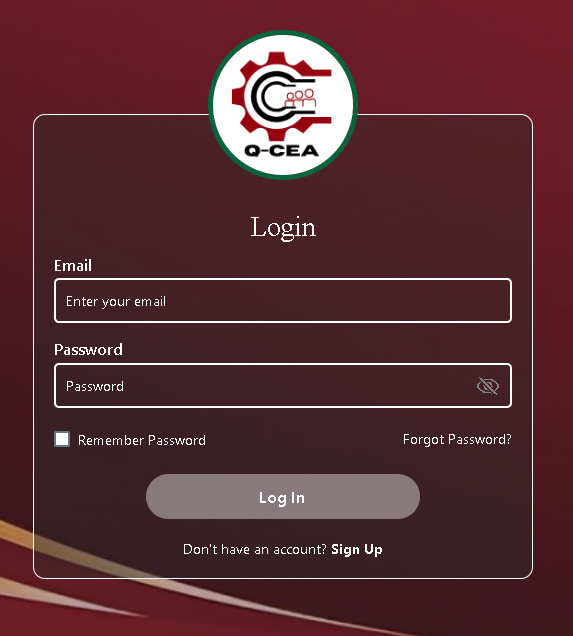 Q-CEA
Login
Email
Enter your email
Password
Password
Remember Password
Forgot Password?
Log In
Don't have an account? Sign Up